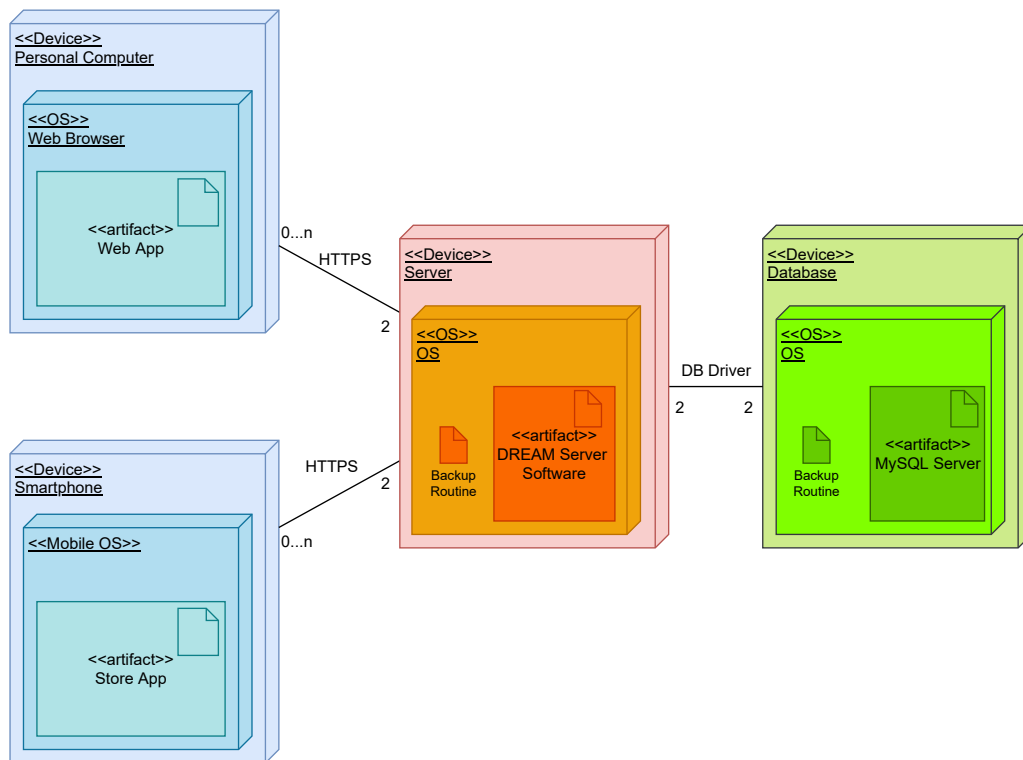 <<Device>>
Personal Computer
<<OS>>
Web Browser
<<artifact>>
Web App
0...n
HTTPS
2
<<Device>>
Smartphone
<<Mobile OS>>
<<artifact>>
Store App
HTTPS
2
0...n
<<Device>>
Server
<<OS>>
OS
<<artifact>>
DREAM Server
Software
Backup
Routine
DB Driver
2
2
<<Device>>
Database
<<OS>>
OS
<<artifact>>
MySQL Server
Backup
Routine